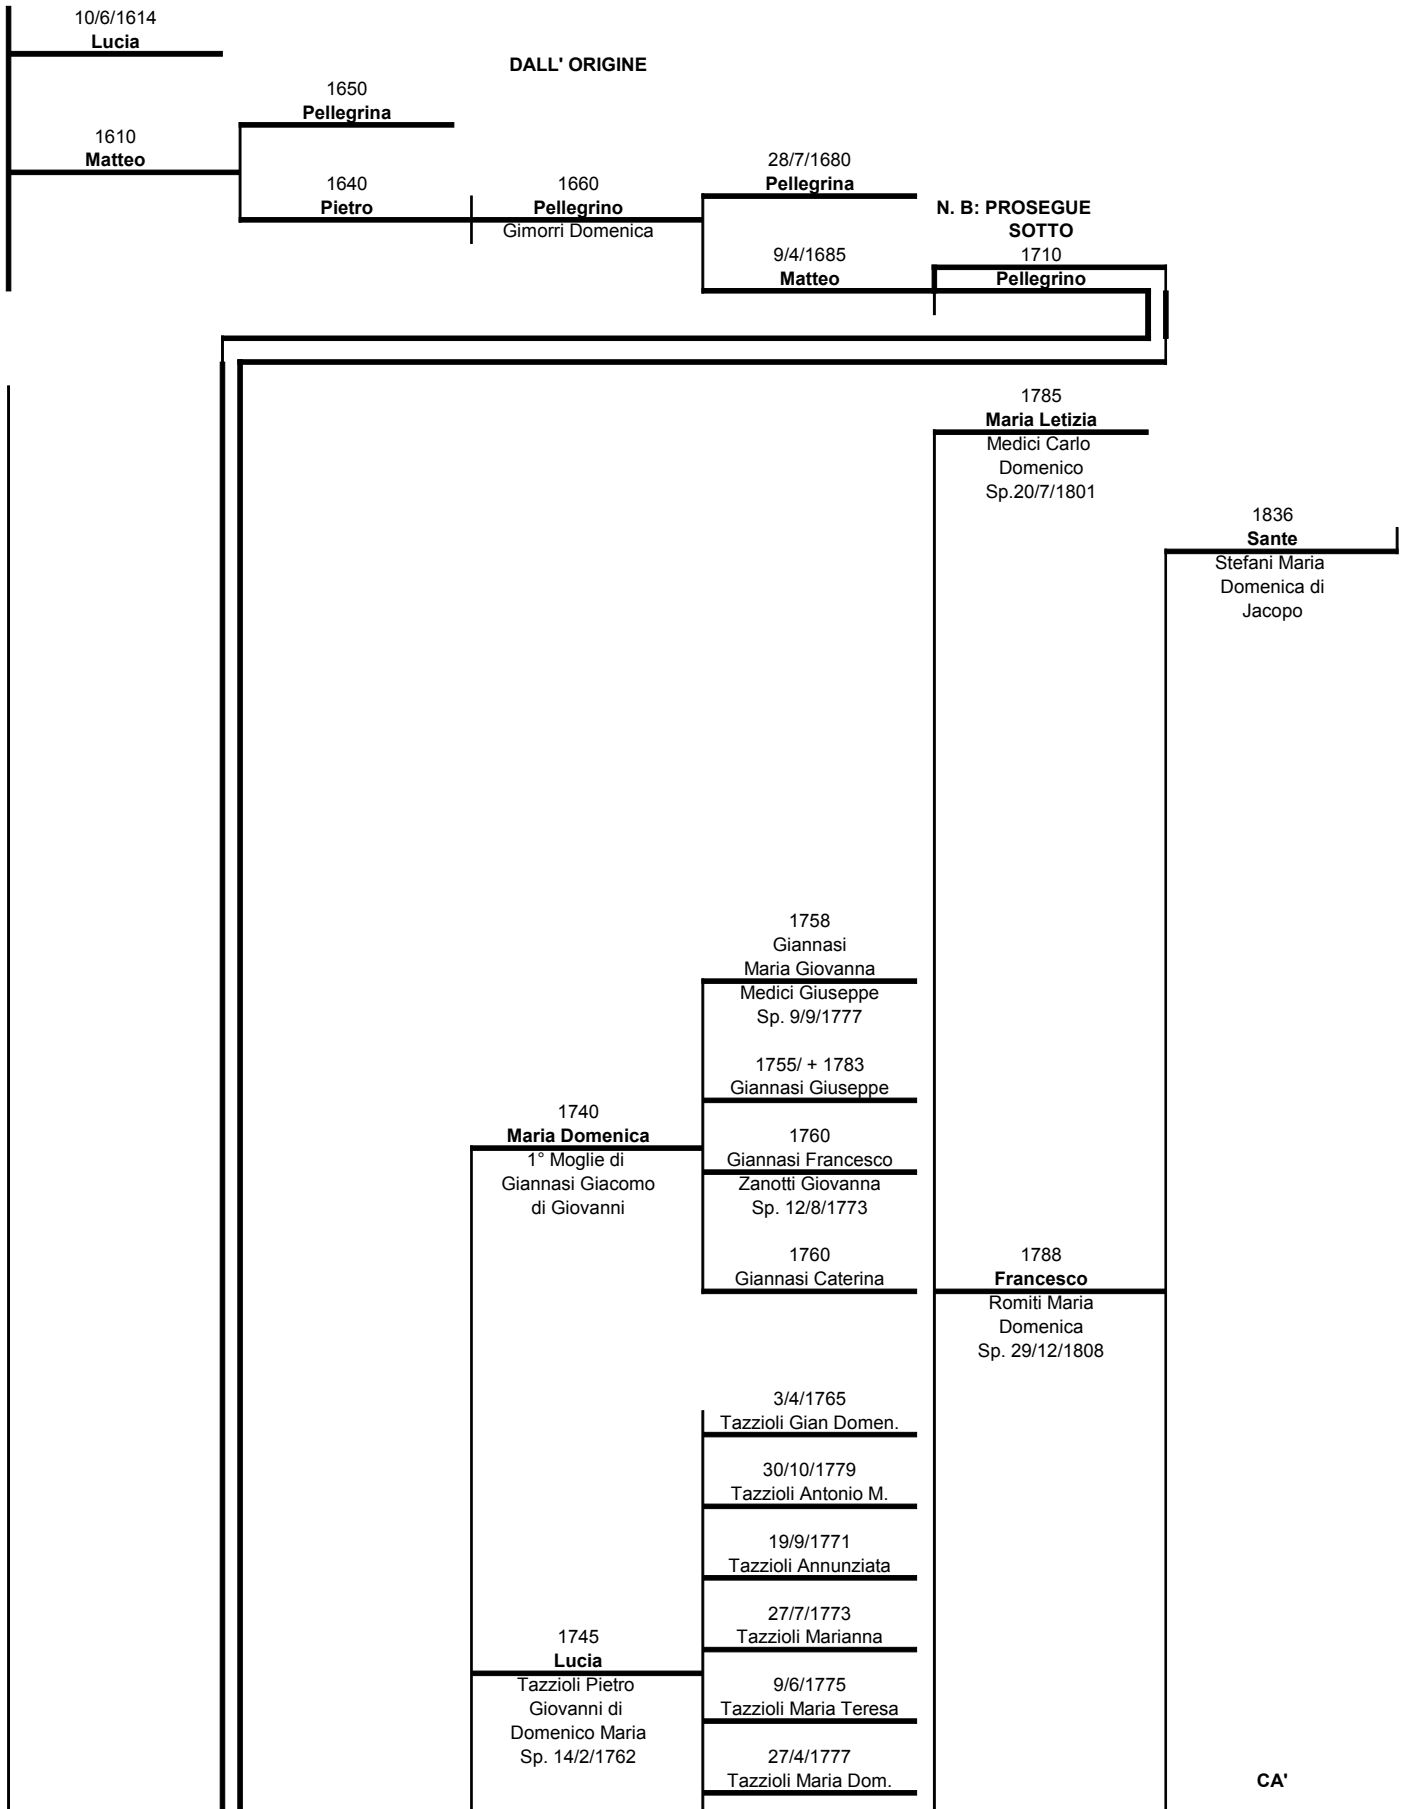 10/6/1614
Lucia
DALL' ORIGINE
1650
Pellegrina
1610
Matteo
28/7/1680
Pellegrina
1640
Pietro
1660
Pellegrino
Gimorri Domenica
N. B: PROSEGUE
SOTTO
9/4/1685
Matteo
1710
Pellegrino
1785
Maria Letizia
Medici Carlo
Domenico
Sp.20/7/1801
1836
Sante
Stefani Maria
Domenica di
Jacopo
1758
Giannasi
Maria Giovanna
Medici Giuseppe
Sp. 9/9/1777
1755/ + 1783
Giannasi Giuseppe
1740
Maria Domenica
1° Moglie di
Giannasi Giacomo
di Giovanni
1760
Giannasi Francesco
Zanotti Giovanna
Sp. 12/8/1773
1760
Giannasi Caterina
1788
Francesco
Romiti Maria
Domenica
Sp. 29/12/1808
3/4/1765
Tazzioli Gian Domen.
30/10/1779
Tazzioli Antonio M.
19/9/1771
Tazzioli Annunziata
27/7/1773
Tazzioli Marianna
1745
Lucia
Tazzioli Pietro
Giovanni di
Domenico Maria
Sp. 14/2/1762
9/6/1775
Tazzioli Maria Teresa
27/4/1777
Tazzioli Maria Dom.
CA'